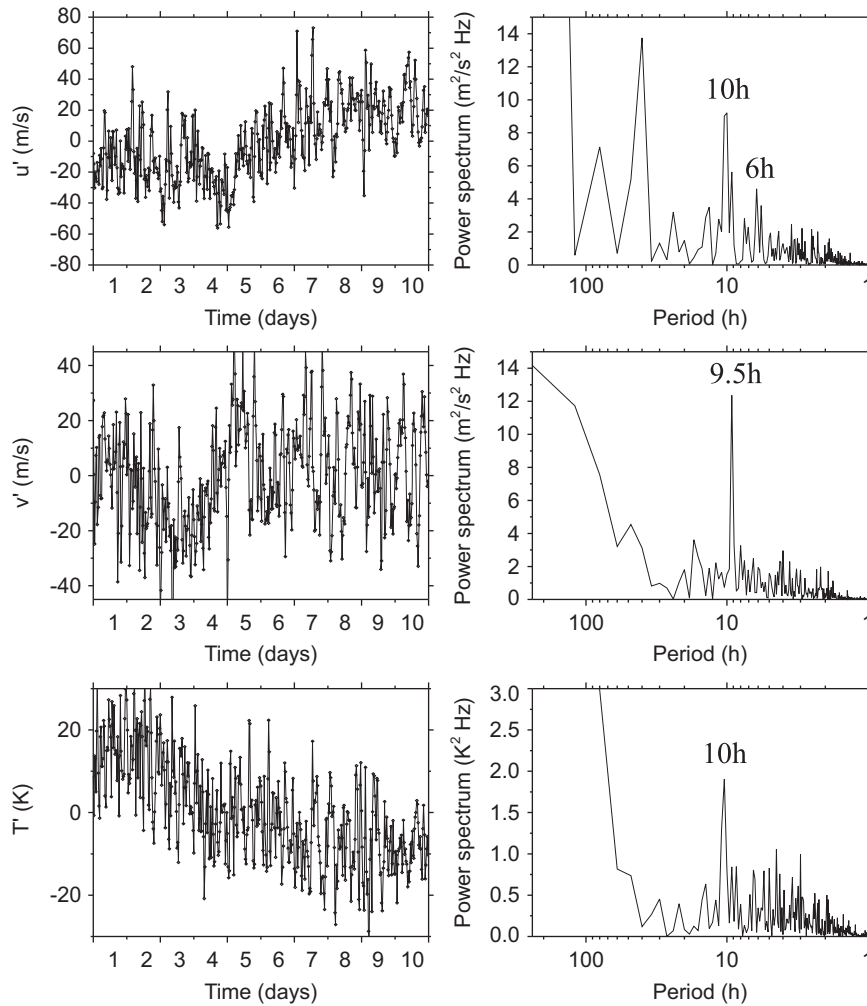 80
60
40
20
0
-20
-40
-60
-80
u' (m/s)
1 2 3 4 5 6 7 8 9 10
Time (days)
14
12
10
8
6
4
2
0
Power spectrum (m²/s² Hz)
10h
6h
100 10 1
Period (h)
40
20
0
-20
-40
v' (m/s)
1 2 3 4 5 6 7 8 9 10
Time (days)
14
12
10
8
6
4
2
0
Power spectrum (m²/s² Hz)
9.5h
100 10 1
Period (h)
20
0
-20
T' (K)
1 2 3 4 5 6 7 8 9 10
Time (days)
3.0
2.5
2.0
1.5
1.0
0.5
0.0
Power spectrum (K² Hz)
10h
100 10 1
Period (h)